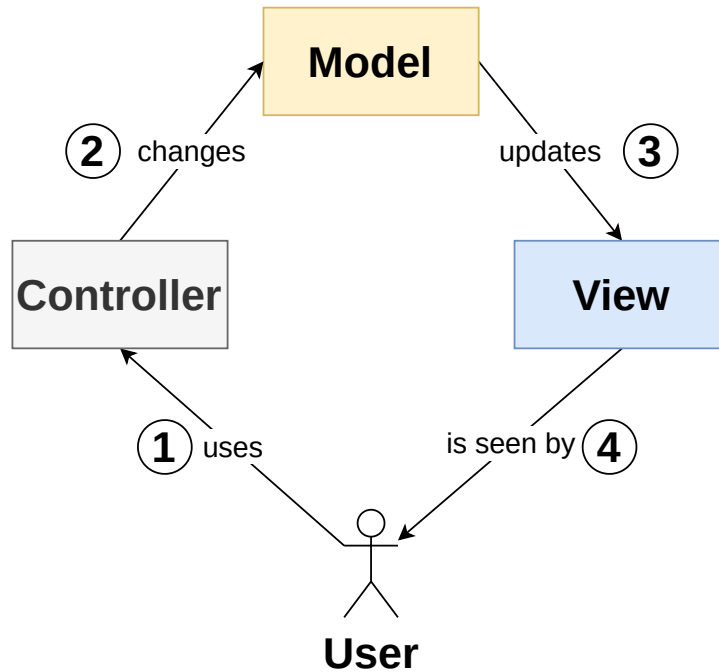 Model
2 changes
updates 3
Controller
View
1 uses
is seen by 4
User